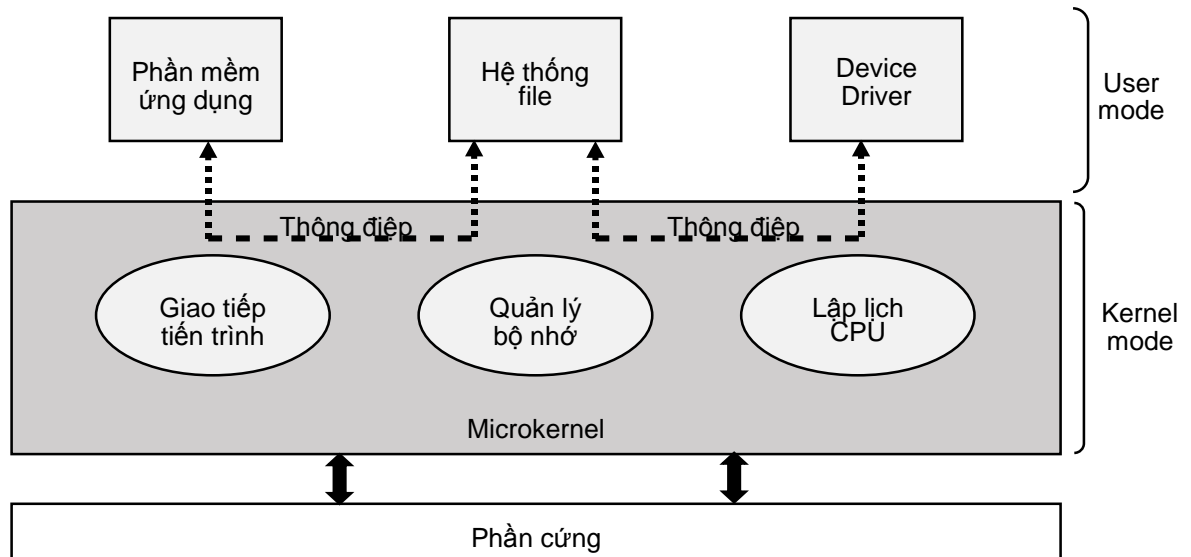 Phần mềm
ứng dụng
Hệ thống
file
Device
Driver
User
mode
Thông điệp
Thông điệp
Giao tiếp
tiến trình
Quản lý
bộ nhớ
Lập lịch
CPU
Kernel
mode
Microkernel
Phần cứng